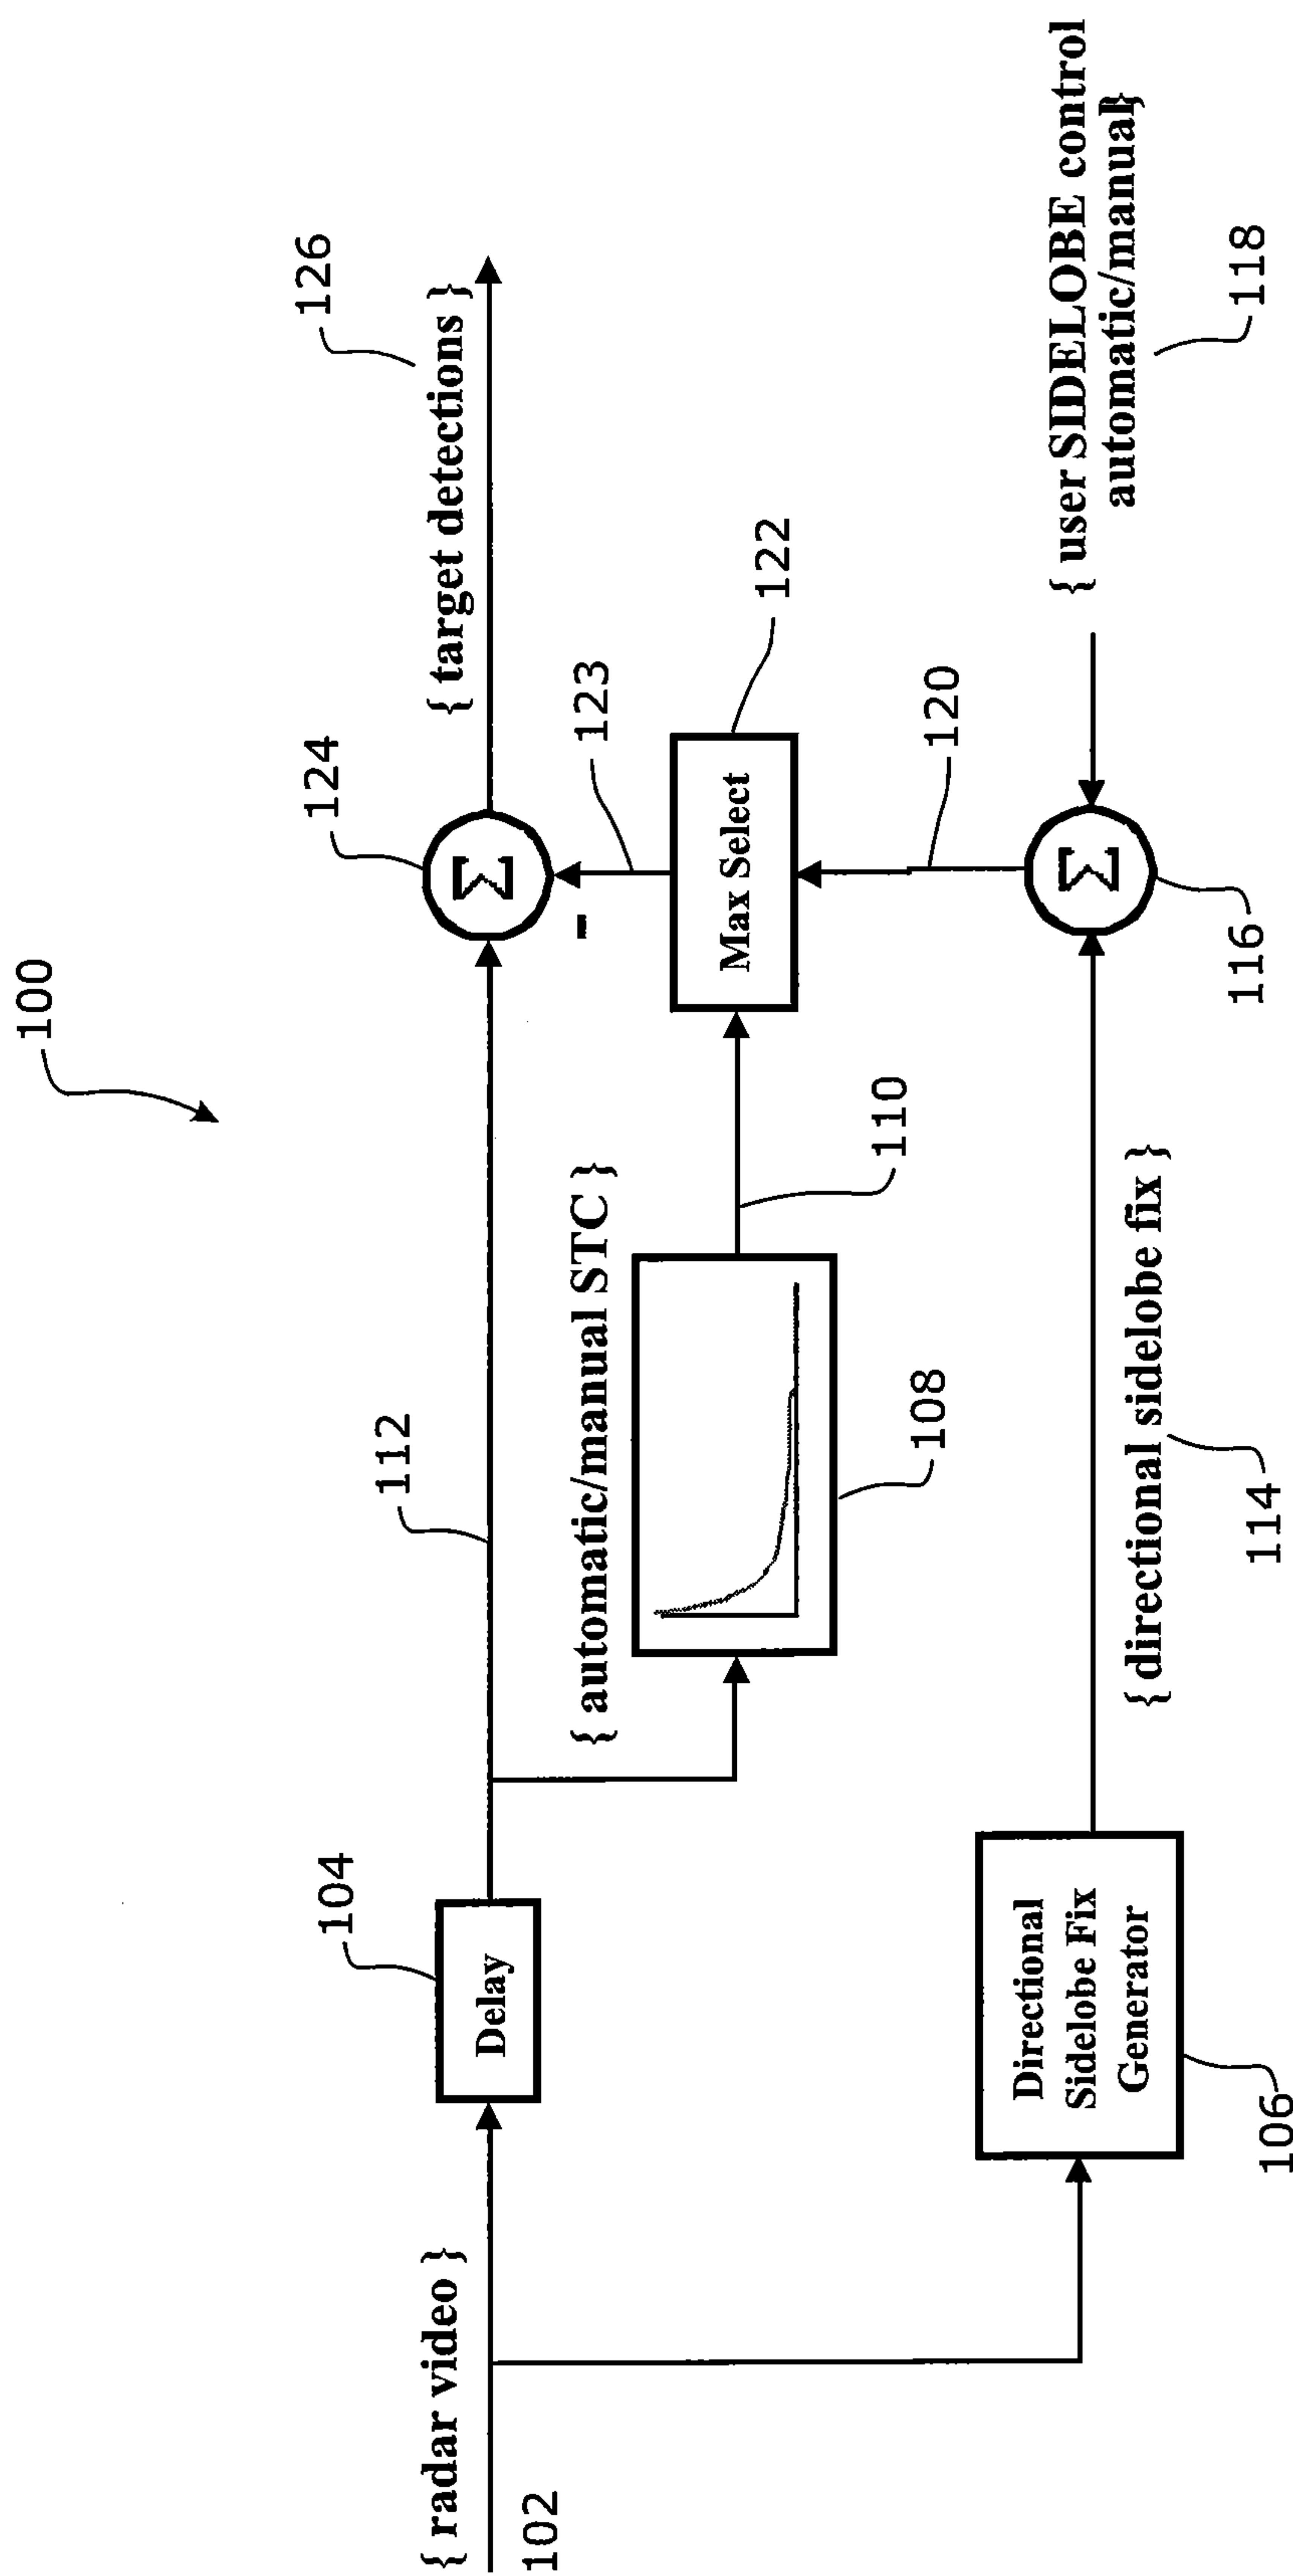 100
{ radar video }
102
104
Delay
112
124
Σ
{ target detections }
126
{ automatic/manual STC }
108
110
Max Select
122
123
-
Directional
Sidelobe Fix
Generator
106
{ directional sidelobe fix }
114
Σ
116
120
{ user SIDELOBE control
automatic/manual}
118